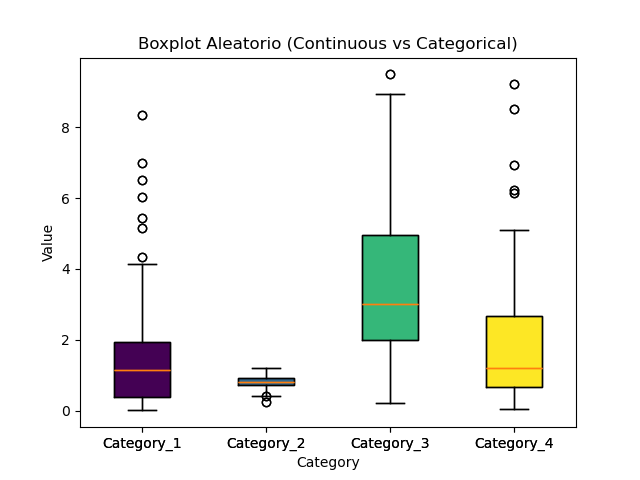 Boxplot Aleatorio (Continuous vs Categorical)
Value
8
6
4
2
0
Category_1 Category_2 Category_3 Category_4
Category